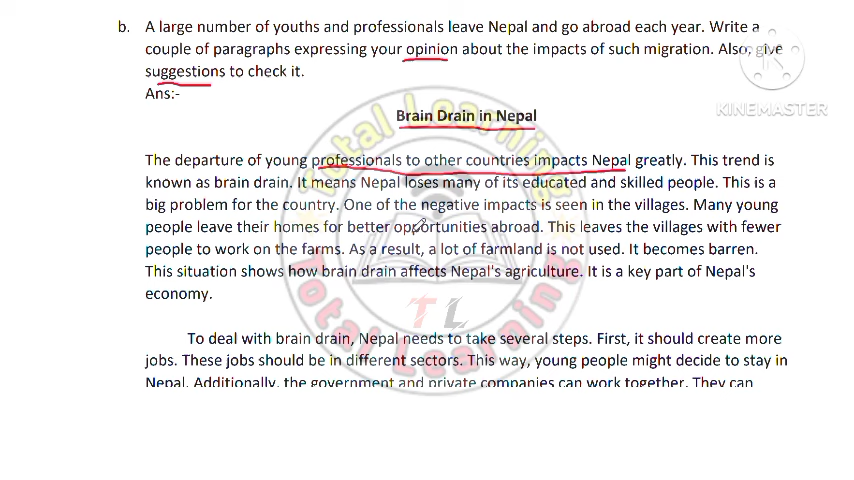 b. A large number of youths and professionals leave Nepal and go abroad each year. Write a
couple of paragraphs expressing your opinion about the impacts of such migration. Also, give
suggestions to check it.
Ans:-
KINEMASTER
Brain Drain in Nepal
The departure of young professionals to other countries impacts Nepal greatly. This trend is
known as brain drain. It means Nepal loses many of its educated and skilled people. This is a
big problem for the country. One of the negative impacts is seen in the villages. Many young
people leave their homes for better opportunities abroad. This leaves the villages with fewer
people to work on the farms. As a result, a lot of farmland is not used. It becomes barren.
This situation shows how brain drain affects Nepal's agriculture. It is a key part of Nepal's
economy.
To deal with brain drain, Nepal needs to take several steps. First, it should create more
jobs. These jobs should be in different sectors. This way, young people might decide to stay in
Nepal. Additionally, the government and private companies can work together. They can
Total Learning
TL
Total Learning